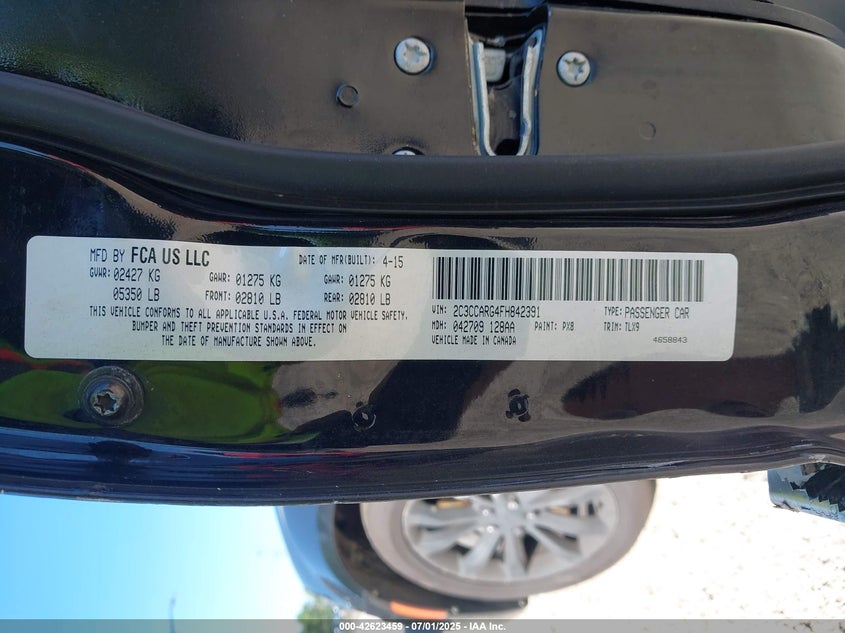 MFD BY FCA US LLC
DATE OF MFR(BUILT): 4-15
GVWR: 02427 KG GAWR: 01275 KG GAWR: 01275 KG
05350 LB FRONT: 02810 LB REAR: 02810 LB
THIS VEHICLE CONFORMS TO ALL APPLICABLE U.S.A. FEDERAL MOTOR VEHICLE SAFETY,
BUMPER AND THEFT PREVENTION STANDARDS IN EFFECT ON
THE DATE OF MANUFACTURE SHOWN ABOVE.
VIN: 2C3CCARG4FH842391 TYPE: PASSENGER CAR
MDH: 042709 128AA PAINT: PX8 TRIM: TLX9
VEHICLE MADE IN CANADA 4658843
000-42623459 - 07/01/2025 - IAA Inc.